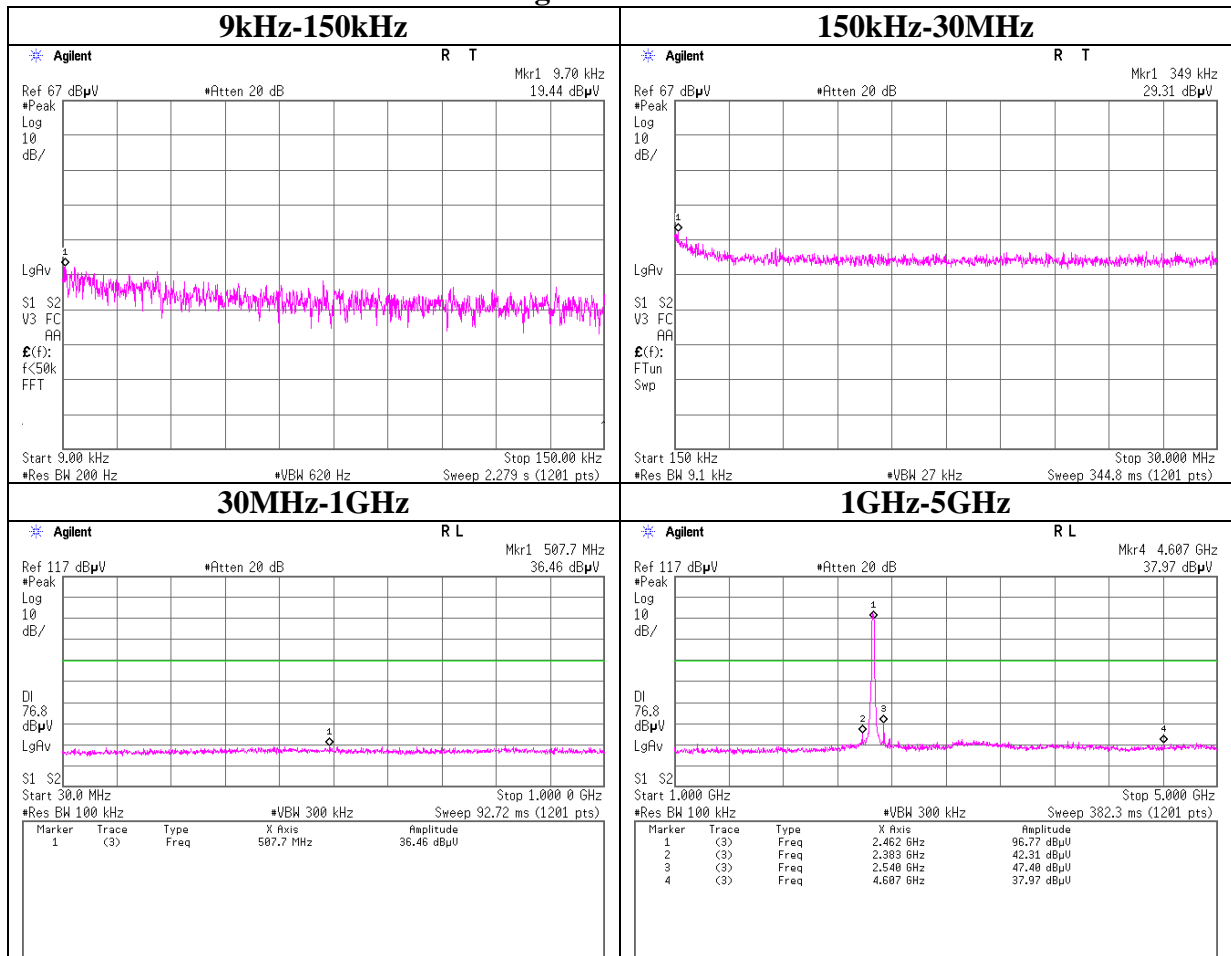 9kHz-150kHz
Agilent
R T
Mkr1 9.70 kHz
Ref 67 dBµV
#Atten 20 dB
19.44 dBµV
#Peak
Log
10
dB/
1
LgAv
S1 S2
V3 FC
AA
£(f):
f<50k
FFT
Start 9.00 kHz
Stop 150.00 kHz
#Res BW 200 Hz
#VBW 620 Hz
Sweep 2.279 s (1201 pts)
150kHz-30MHz
Agilent
R T
Mkr1 349 kHz
Ref 67 dBµV
#Atten 20 dB
29.31 dBµV
#Peak
Log
10
dB/
1
LgAv
S1 S2
V3 FC
AA
£(f):
FTun
Swp
Start 150 kHz
Stop 30.000 MHz
#Res BW 9.1 kHz
#VBW 27 kHz
Sweep 344.8 ms (1201 pts)
30MHz-1GHz
Agilent
R L
Mkr1 507.7 MHz
Ref 117 dBµV
#Atten 20 dB
36.46 dBµV
#Peak
Log
10
dB/
DI
76.8
dBµV
LgAv
1
S1 S2
Start 30.0 MHz
Stop 1.000 0 GHz
#Res BW 100 kHz
#VBW 300 kHz
Sweep 92.72 ms (1201 pts)
Marker Trace Type X Axis Amplitude
1 (3) Freq 507.7 MHz 36.46 dBµV
1GHz-5GHz
Agilent
R L
Mkr4 4.607 GHz
Ref 117 dBµV
#Atten 20 dB
37.97 dBµV
#Peak
Log
10
dB/
1
DI
76.8
dBµV
LgAv
2
3
4
S1 S2
Start 1.000 GHz
Stop 5.000 GHz
#Res BW 100 kHz
#VBW 300 kHz
Sweep 382.3 ms (1201 pts)
Marker Trace Type X Axis Amplitude
1 (3) Freq 2.462 GHz 96.77 dBµV
2 (3) Freq 2.383 GHz 42.31 dBµV
3 (3) Freq 2.540 GHz 47.40 dBµV
4 (3) Freq 4.607 GHz 37.97 dBµV